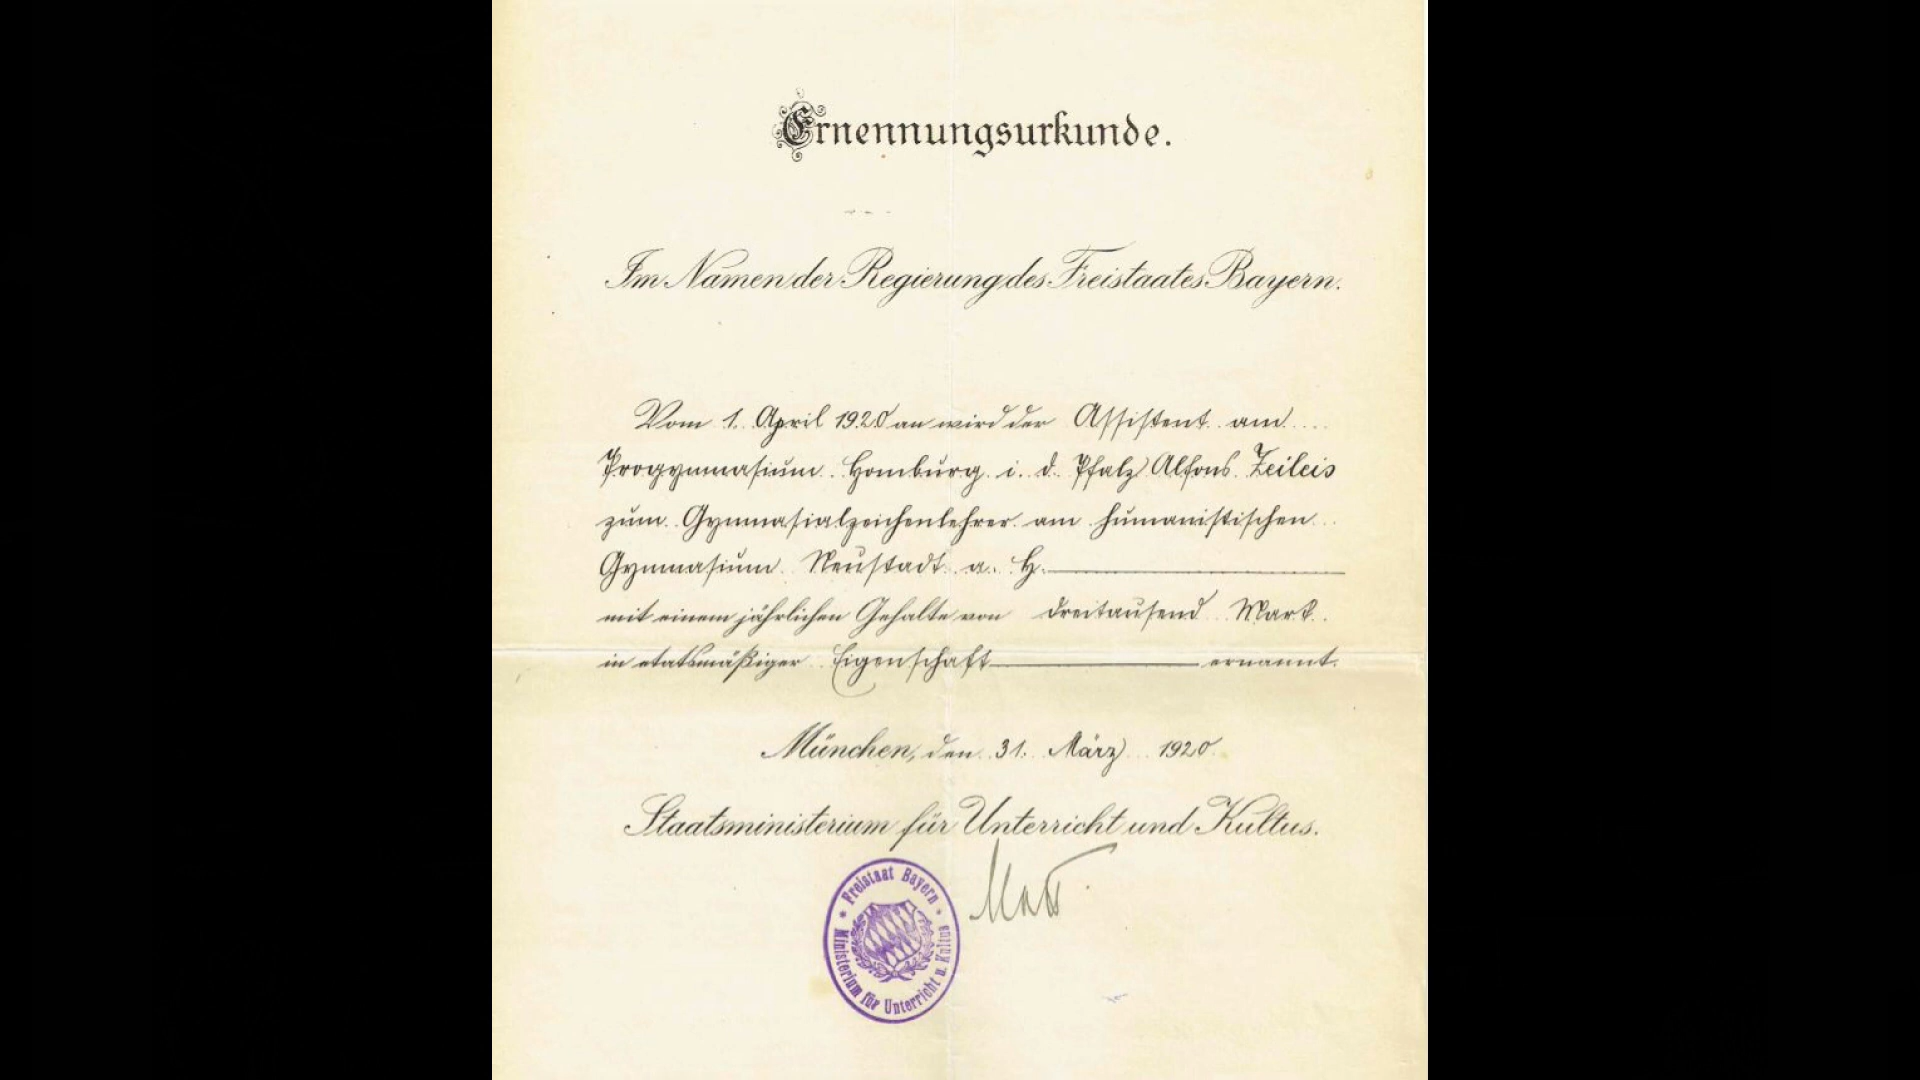 Ernennungsurkunde.
Im Namen der Regierung des Freistaates Bayern.
Vom 1. April 1920 an wird der Assistent am
Progymnasium Homburg i. d. Pfalz Alfons Zeileis
zum Gymnasialzeichenlehrer am humanistischen
Gymnasium Neustadt a. H.
mit einem jährlichen Gehalte von dreitausend Mark
in etatsmäßiger Eigenschaft ernannt.
München, den 31. März 1920.
Staatsministerium für Unterricht und Kultus.
Matt
Freistaat Bayern
Ministerium für Unterricht u. Kultus